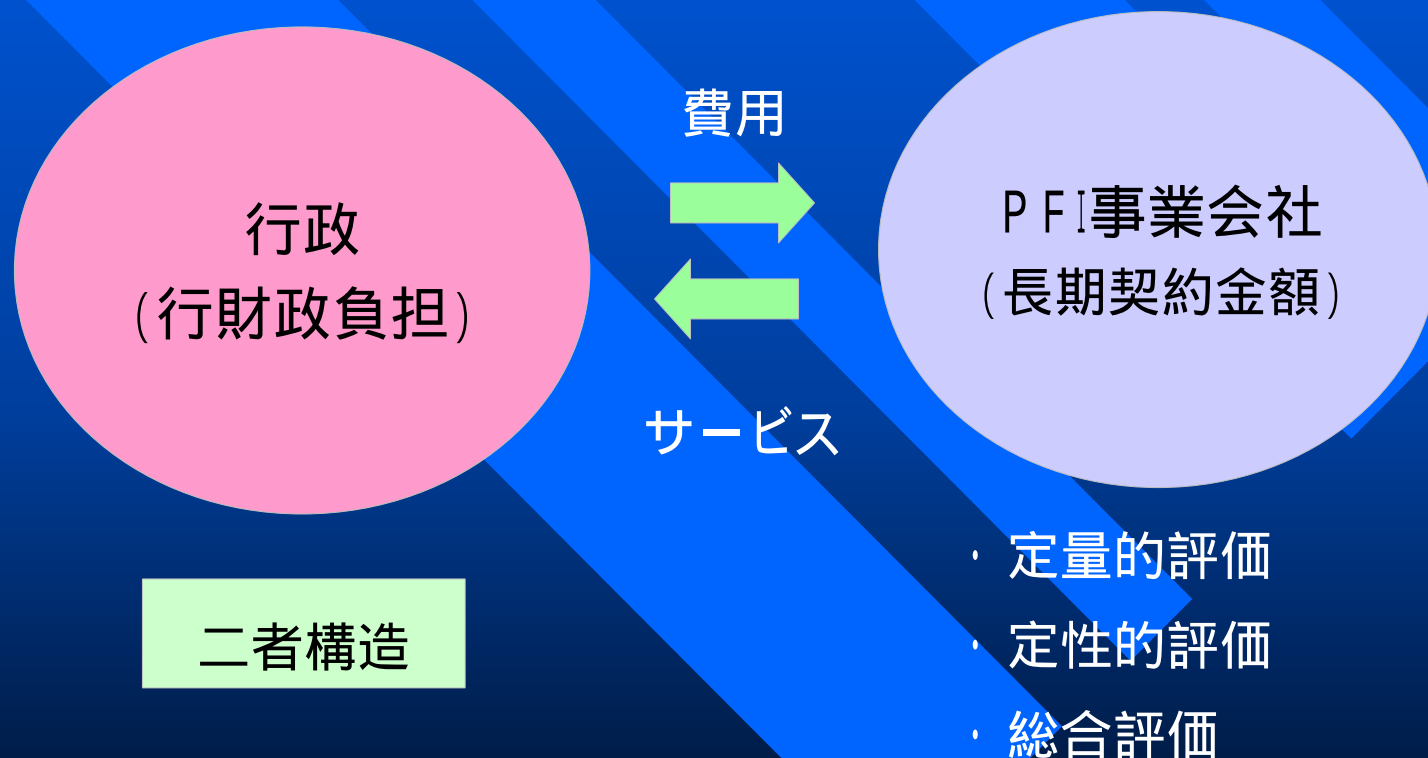 費用
行政
（行財政負担）
ＰＦＩ事業会社
（長期契約金額）
サービス
二者構造
・定量的評価
・定性的評価
・総合評価